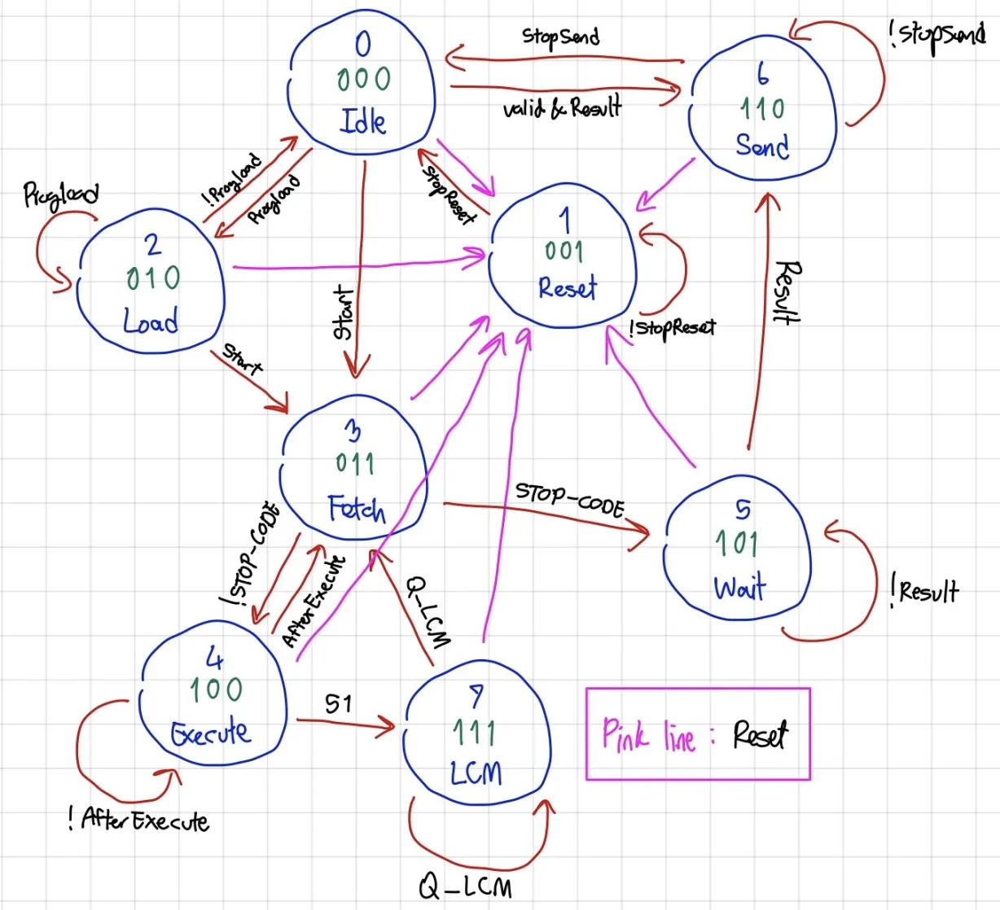 0
000
Idle
StopSend
valid & Result
6
110
Send
!StopSend
!Progload
Progload
StopReset
Progload
2
010
Load
Start
Start
1
001
Reset
!StopReset
Result
3
011
Fetch
STOP-CODE
5
101
Wait
!Result
!STOP-CODE
AfterExecute
Q-LCM
4
100
Execute
S1
7
111
LCM
Pink line : Reset
! AfterExecute
Q-LCM